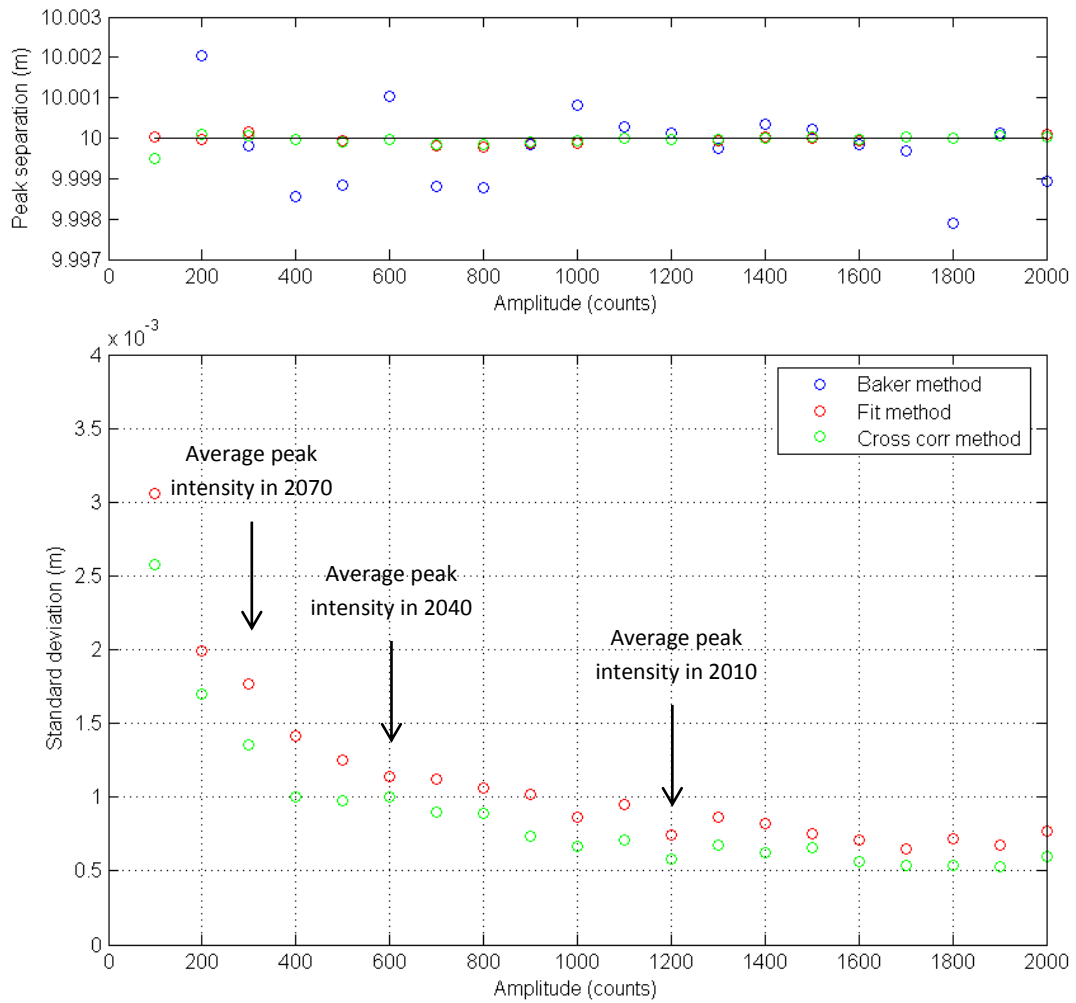 10.003
10.002
10.001
10
9.999
9.998
9.997
Peak separation (m)
0 200 400 600 800 1000 1200 1400 1600 1800 2000
Amplitude (counts)
x 10⁻³
4
3.5
3
2.5
2
1.5
1
0.5
0
Standard deviation (m)
Baker method
Fit method
Cross corr method
Average peak
intensity in 2070
Average peak
intensity in 2040
Average peak
intensity in 2010
0 200 400 600 800 1000 1200 1400 1600 1800 2000
Amplitude (counts)